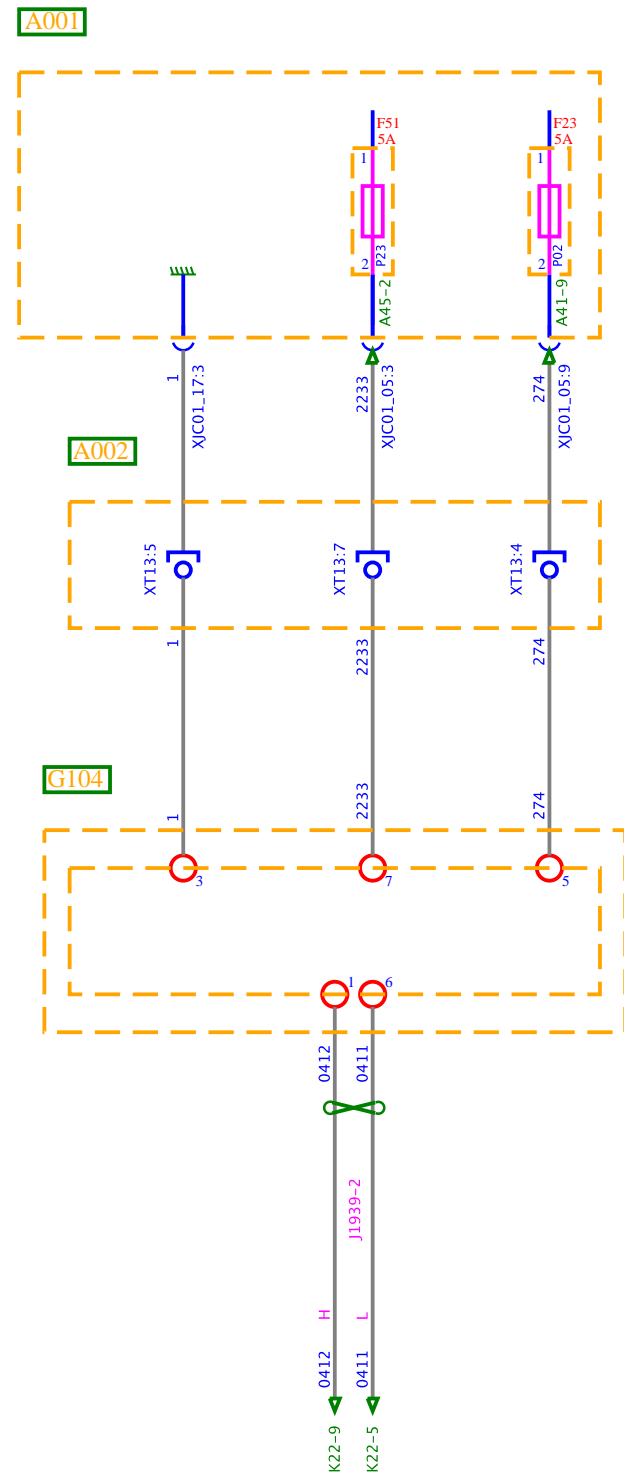 A001
F51
5A
1
2
P23
A45-2
F23
5A
1
2
P02
A41-9
1
XJC01_17:3
2233
XJC01_05:3
274
XJC01_05:9
A002
XT13:5
XT13:7
XT13:4
1
2233
274
G104
1
2233
274
3
7
5
1
6
0412
0411
J1939-2
H
L
0412
0411
K22-9
K22-5